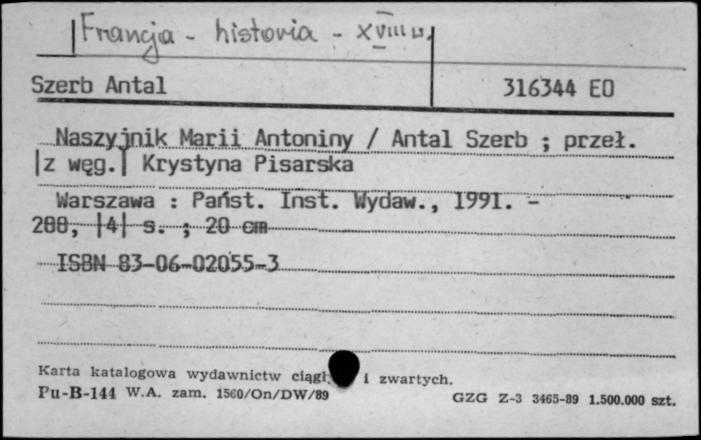 Francja - historia - XVIII w.
Szerb Antal
316344 EO
Naszyjnik Marii Antoniny / Antal Szerb ; przeł.
|z węg.| Krystyna Pisarska
Warszawa : Państ. Inst. Wydaw., 1991. -
288, |4| s. ; 20 cm
ISBN 83-06-02055-3
Karta katalogowa wydawnictw ciągł. i zwartych.
Pu-B-144 W.A. zam. 1560/On/DW/89
GZG Z-3 3465-89 1.500.000 szt.